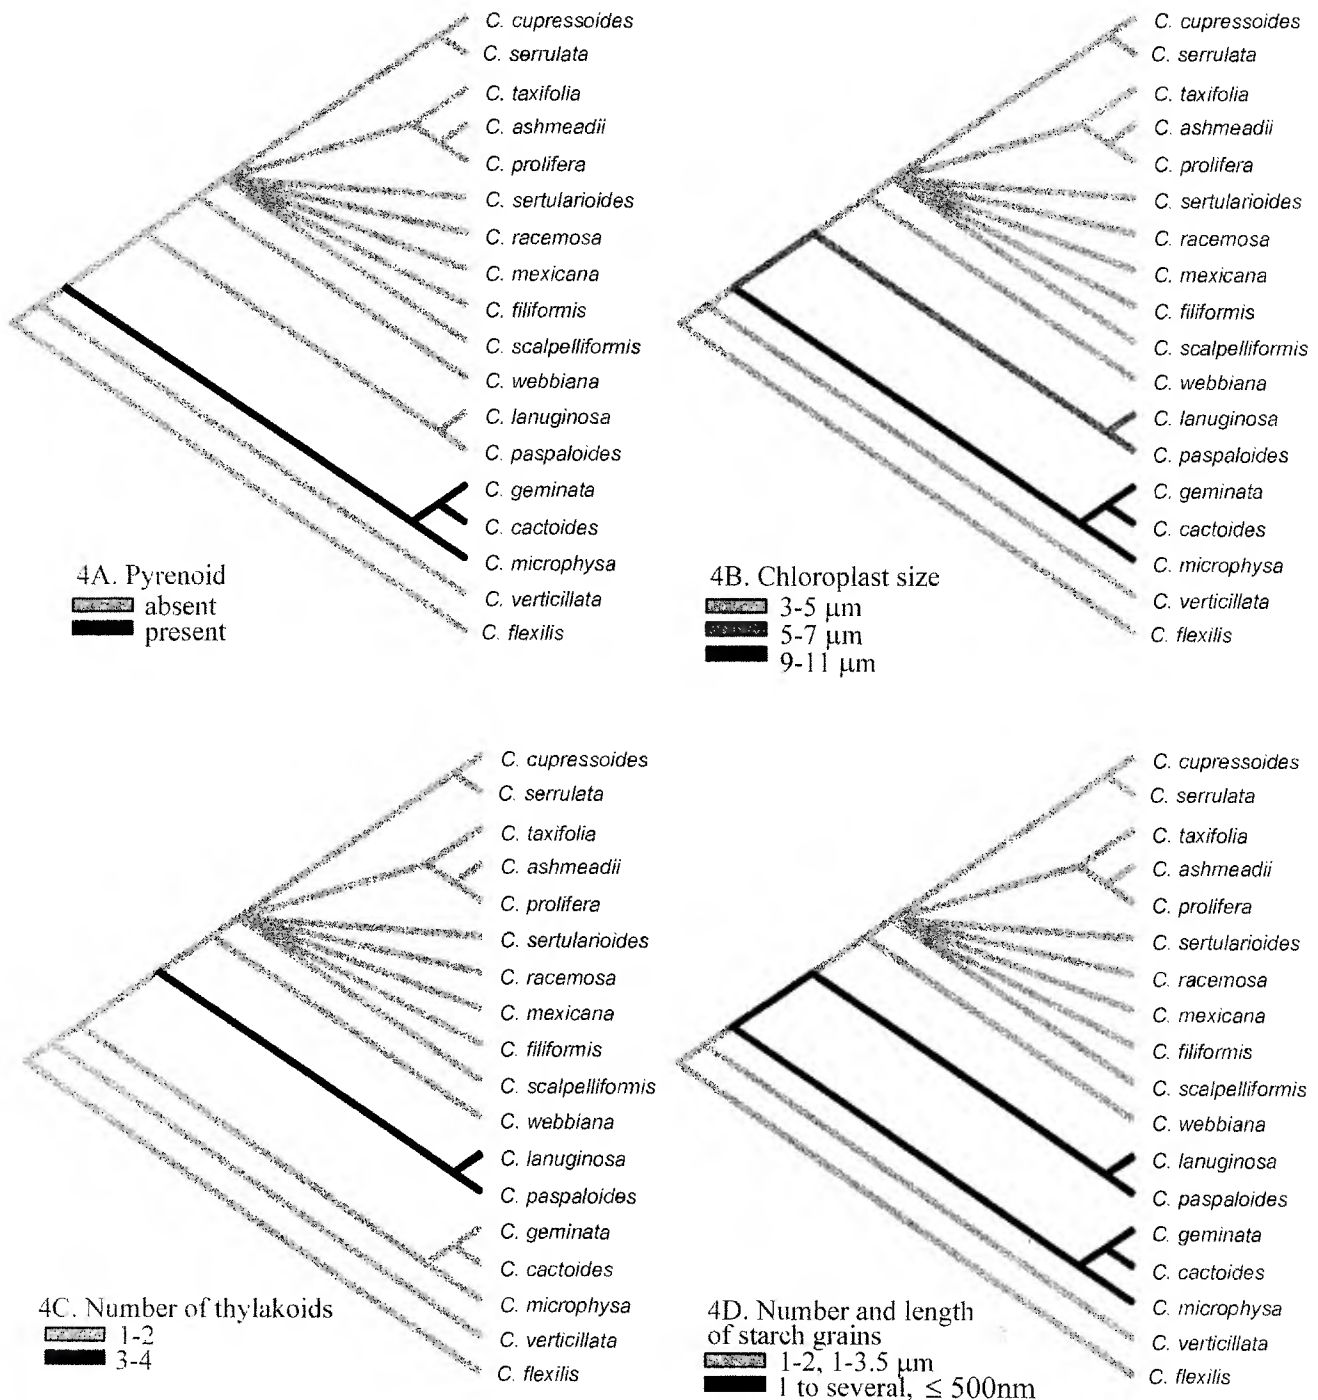 C. cupressoides
C. serrulata
C. taxifolia
C. ashmeadii
C. prolifera
C. sertularioides
C. racemosa
C. mexicana
C. filiformis
C. scalpelliformis
C. webbiana
C. lanuginosa
C. paspaloides
C. geminata
C. cactoides
C. microphysa
C. verticillata
C. flexilis
4A. Pyrenoid
absent
present
C. cupressoides
C. serrulata
C. taxifolia
C. ashmeadii
C. prolifera
C. sertularioides
C. racemosa
C. mexicana
C. filiformis
C. scalpelliformis
C. webbiana
C. lanuginosa
C. paspaloides
C. geminata
C. cactoides
C. microphysa
C. verticillata
C. flexilis
4B. Chloroplast size
3-5 μm
5-7 μm
9-11 μm
C. cupressoides
C. serrulata
C. taxifolia
C. ashmeadii
C. prolifera
C. sertularioides
C. racemosa
C. mexicana
C. filiformis
C. scalpelliformis
C. webbiana
C. lanuginosa
C. paspaloides
C. geminata
C. cactoides
C. microphysa
C. verticillata
C. flexilis
4C. Number of thylakoids
1-2
3-4
C. cupressoides
C. serrulata
C. taxifolia
C. ashmeadii
C. prolifera
C. sertularioides
C. racemosa
C. mexicana
C. filiformis
C. scalpelliformis
C. webbiana
C. lanuginosa
C. paspaloides
C. geminata
C. cactoides
C. microphysa
C. verticillata
C. flexilis
4D. Number and length
of starch grains
1-2, 1-3.5 μm
1 to several, ≤ 500nm